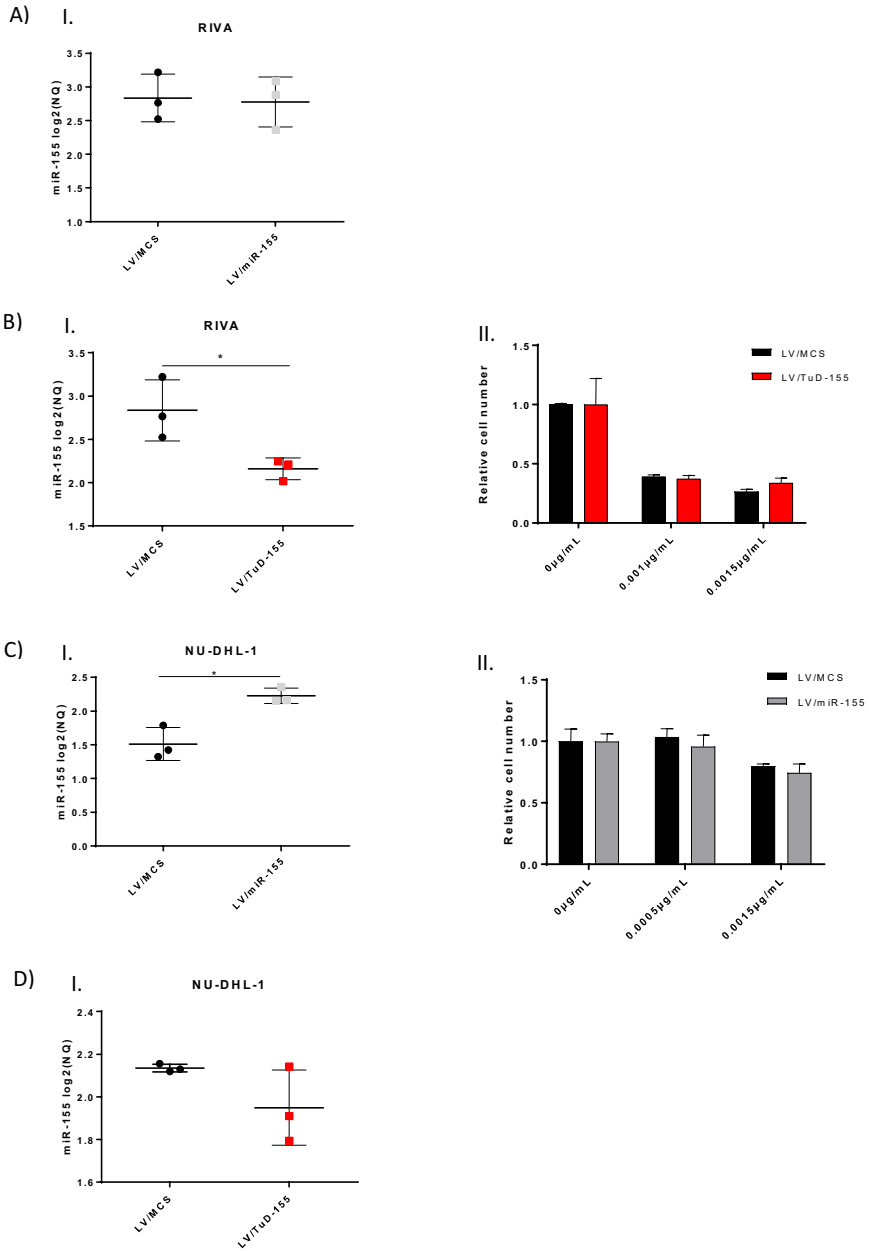 A)
I.
RIVA
miR-155 log2(NQ)
3.5
3.0
2.5
2.0
1.5
1.0
LV/MCS
LV/miR-155
B)
I.
RIVA
miR-155 log2(NQ)
3.5
3.0
2.5
2.0
1.5
*
LV/MCS
LV/TuD-155
II.
Relative cell number
1.5
1.0
0.5
0.0
LV/MCS
LV/TuD-155
0µg/mL
0.001µg/mL
0.0015µg/mL
C)
I.
NU-DHL-1
miR-155 log2(NQ)
2.5
2.0
1.5
1.0
0.5
0.0
*
LV/MCS
LV/miR-155
II.
Relative cell number
1.5
1.0
0.5
0.0
LV/MCS
LV/miR-155
0µg/mL
0.0005µg/mL
0.0015µg/mL
D)
I.
NU-DHL-1
miR-155 log2(NQ)
2.4
2.2
2.0
1.8
1.6
LV/MCS
LV/TuD-155